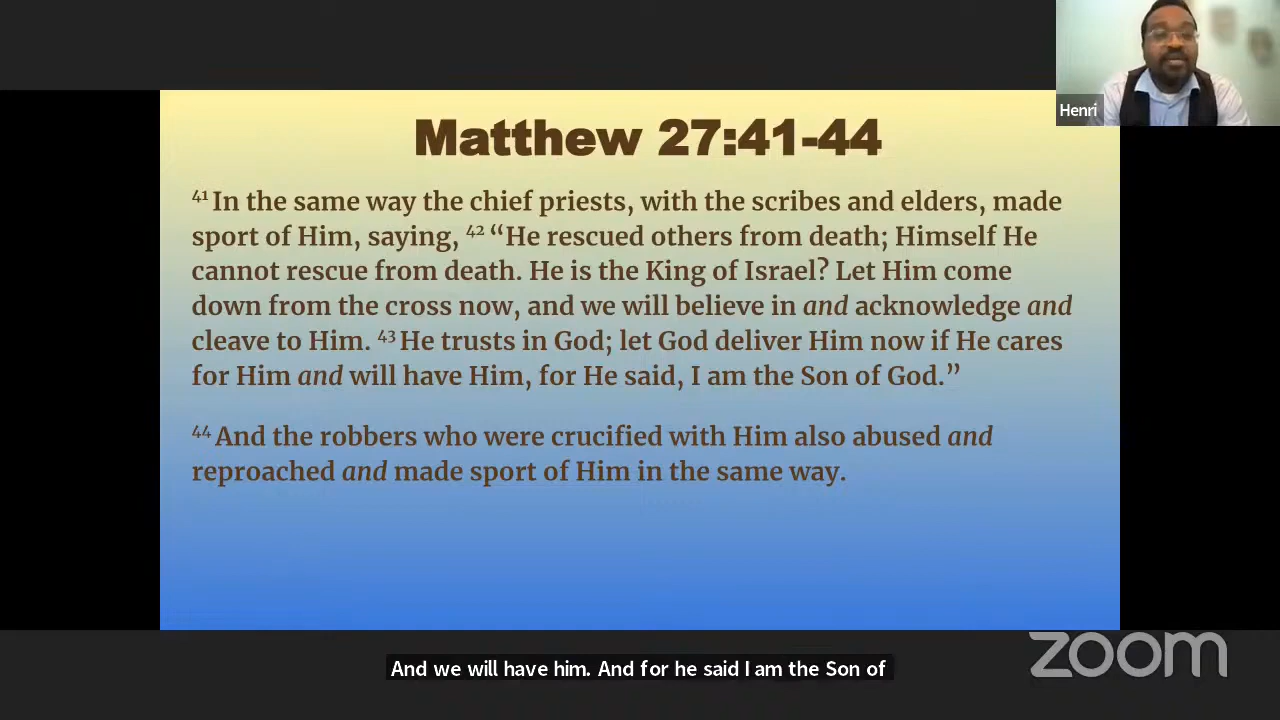 Henri
Matthew 27:41-44
41 In the same way the chief priests, with the scribes and elders, made
sport of Him, saying, 42 “He rescued others from death; Himself He
cannot rescue from death. He is the King of Israel? Let Him come
down from the cross now, and we will believe in and acknowledge and
cleave to Him. 43 He trusts in God; let God deliver Him now if He cares
for Him and will have Him, for He said, I am the Son of God.”
44 And the robbers who were crucified with Him also abused and
reproached and made sport of Him in the same way.
zoom
And we will have him. And for he said I am the Son of